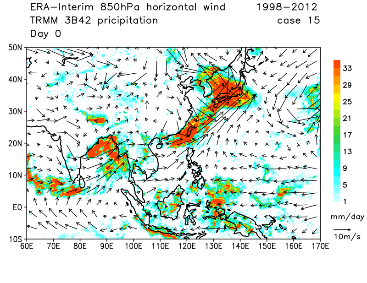 ERA-Interim 850hPa horizontal wind 1998-2012
TRMM 3B42 precipitation case 15
Day 0
50N
40N
30N
20N
10N
EQ
10S
60E 70E 80E 90E 100E 110E 120E 130E 140E 150E 160E 170E
33
29
25
21
17
13
9
5
1
mm/day
10m/s